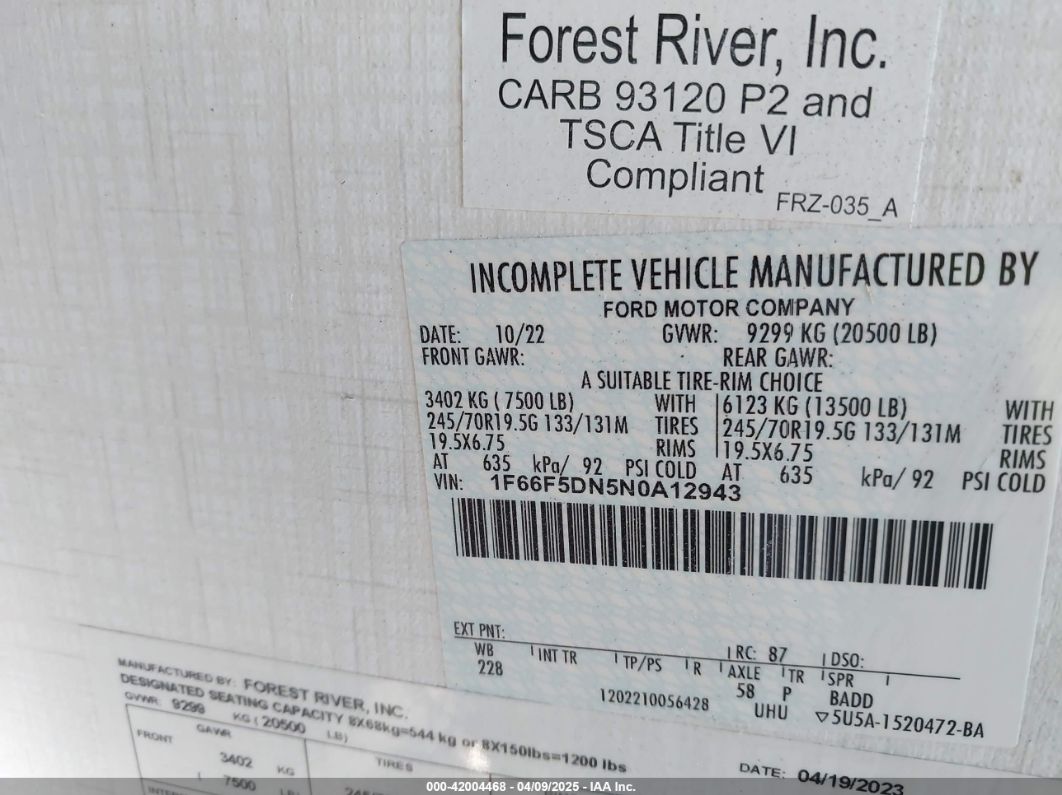 Forest River, Inc.
CARB 93120 P2 and
TSCA Title VI
Compliant
FRZ-035_A
INCOMPLETE VEHICLE MANUFACTURED BY
FORD MOTOR COMPANY
DATE: 10/22 GVWR: 9299 KG (20500 LB)
FRONT GAWR: REAR GAWR:
A SUITABLE TIRE-RIM CHOICE
3402 KG ( 7500 LB) WITH 6123 KG (13500 LB) WITH
245/70R19.5G 133/131M TIRES 245/70R19.5G 133/131M TIRES
19.5X6.75 RIMS 19.5X6.75 RIMS
AT 635 kPa/ 92 PSI COLD AT 635 kPa/ 92 PSI COLD
VIN: 1F66F5DN5N0A12943
EXT PNT: RC: 87 DSO:
WB INT TR TP/PS R AXLE TR SPR
228 58 P BADD
1202210056428 UHU ▽5U5A-1520472-BA
MANUFACTURED BY: FOREST RIVER, INC.
DESIGNATED SEATING CAPACITY 8X68kg=544 kg or 8X150lbs=1200 lbs
GVWR: 9299 KG ( 20500 LB)
GAWR TIRES DATE: 04/19/2023
FRONT 3402 KG
7500
000-42004468 - 04/09/2025 - IAA Inc.